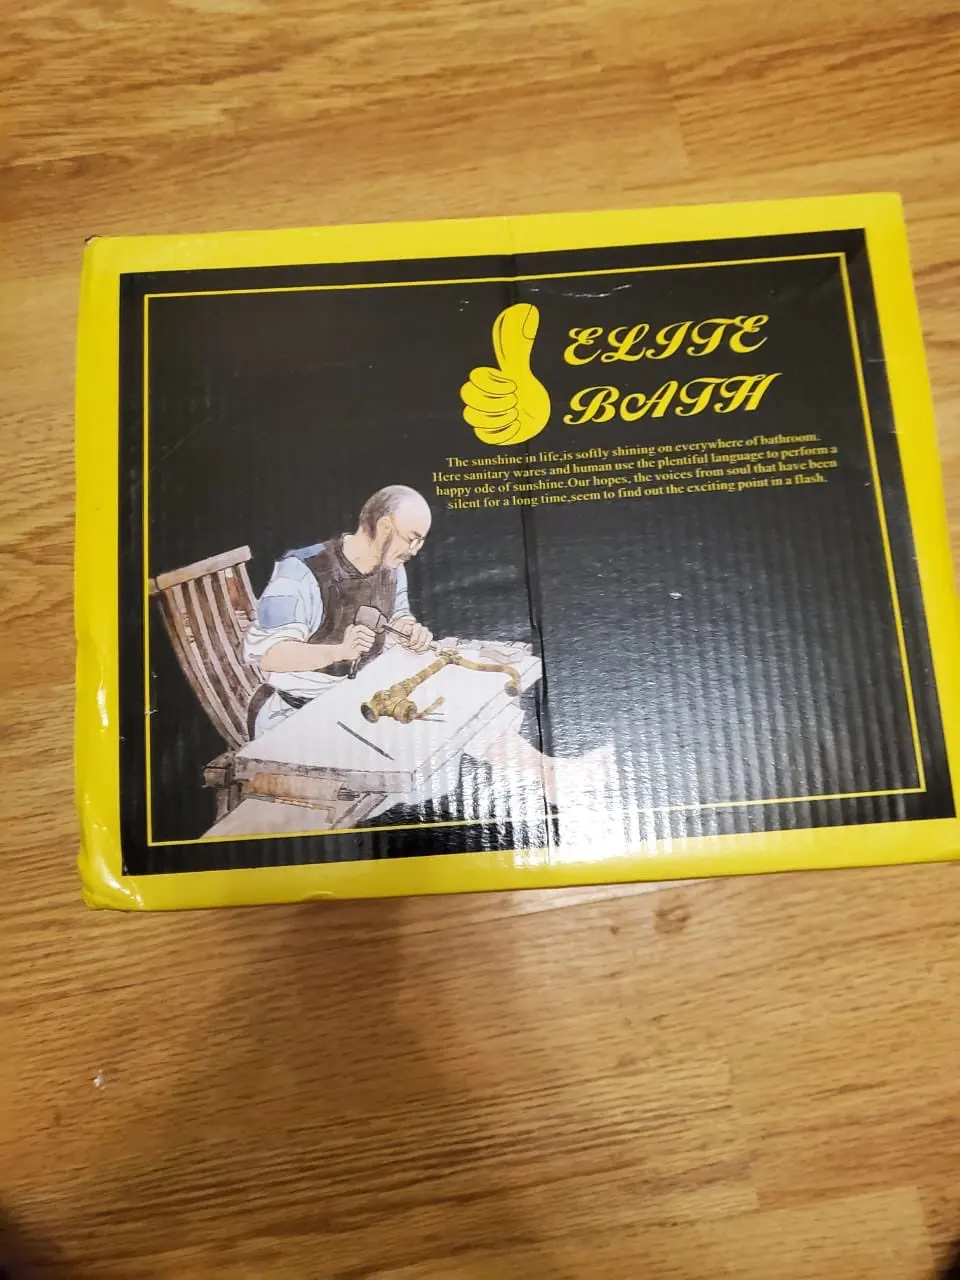 ELITE
BATH
The sunshine in life,is softly shining on everywhere of bathroom.
Here sanitary wares and human use the plentiful language to perform a
happy ode of sunshine.Our hopes, the voices from soul that have been
silent for a long time,seem to find out the exciting point in a flash.